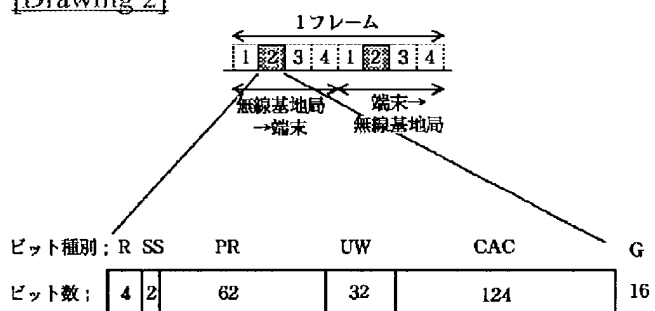 [Drawing 2]
1フレーム
1 2 3 4 1 2 3 4
無線基地局 端末→
→端末 無線基地局
ビット種別; R SS PR UW CAC G
ビット数; 4 2 62 32 124 16